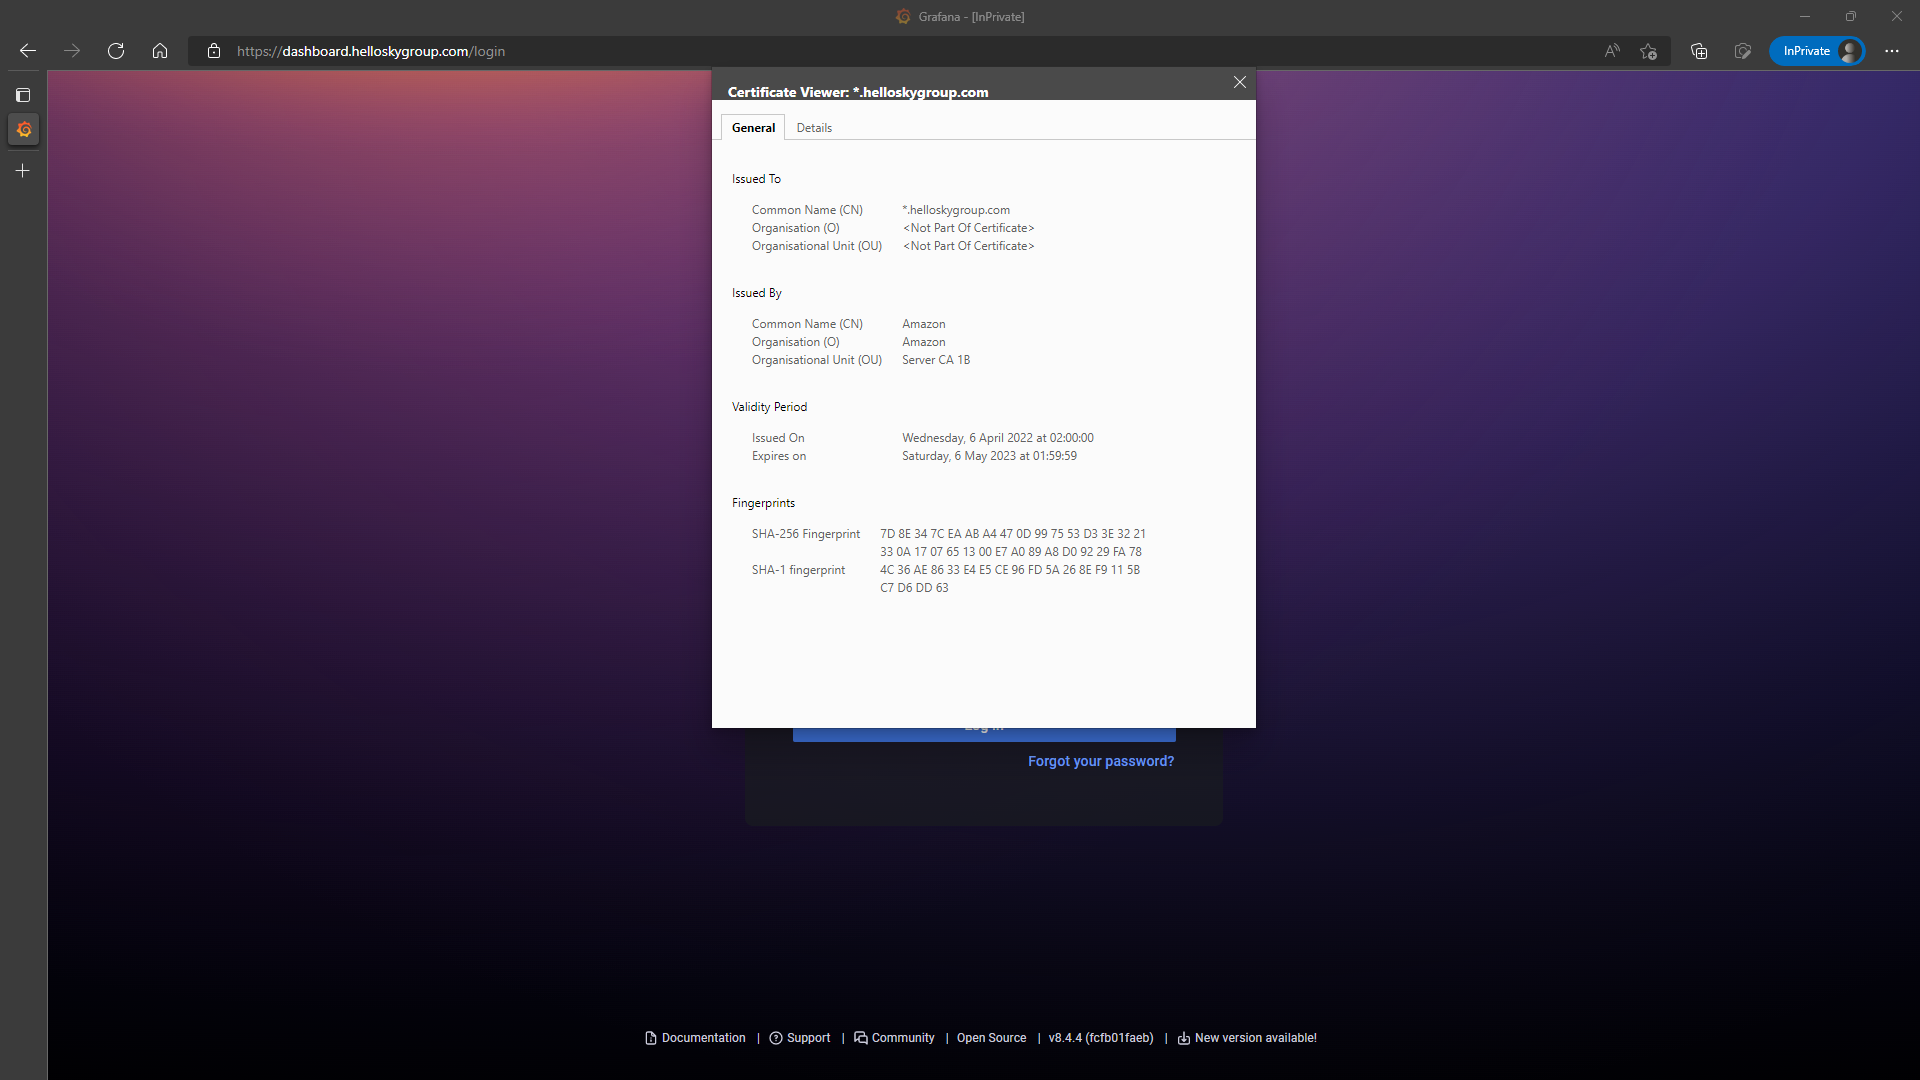 Grafana - [InPrivate]
https://dashboard.helloskygroup.com/login
InPrivate
Certificate Viewer: *.helloskygroup.com
General Details
Issued To
Common Name (CN) *.helloskygroup.com
Organisation (O) <Not Part Of Certificate>
Organisational Unit (OU) <Not Part Of Certificate>
Issued By
Common Name (CN) Amazon
Organisation (O) Amazon
Organisational Unit (OU) Server CA 1B
Validity Period
Issued On Wednesday, 6 April 2022 at 02:00:00
Expires on Saturday, 6 May 2023 at 01:59:59
Fingerprints
SHA-256 Fingerprint 7D 8E 34 7C EA AB A4 47 0D 99 75 53 D3 3E 32 21
33 0A 17 07 65 13 00 E7 A0 89 A8 D0 92 29 FA 78
SHA-1 fingerprint 4C 36 AE 86 33 E4 E5 CE 96 FD 5A 26 8E F9 11 5B
C7 D6 DD 63
Log in
Forgot your password?
Documentation | Support | Community | Open Source | v8.4.4 (fcfb01faeb) | New version available!